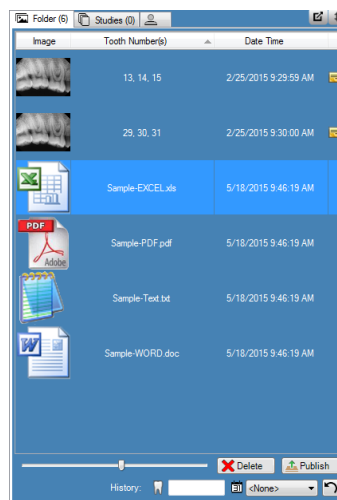 Folder (6) Studies (0)
Image Tooth Number(s) Date Time
13, 14, 15 2/25/2015 9:29:59 AM
29, 30, 31 2/25/2015 9:30:00 AM
Sample-EXCEL.xls 5/18/2015 9:46:19 AM
PDF
Adobe
Sample-PDF.pdf 5/18/2015 9:46:19 AM
Sample-Text.txt 5/18/2015 9:46:19 AM
W
Sample-WORD.doc 5/18/2015 9:46:19 AM
Delete Publish
History: 31 <None>